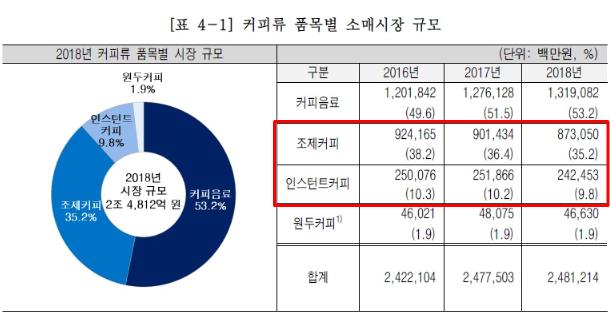 [표 4-1] 커피류 품목별 소매시장 규모
2018년 커피류 품목별 시장 규모
(단위: 백만원, %)
원두커피
1.9%
인스턴트
커피
9.8%
조제커피
35.2%
2018년
시장 규모
2조 4,812억 원
커피음료
53.2%
구분 2016년 2017년 2018년
커피음료 1,201,842 1,276,128 1,319,082
(49.6) (51.5) (53.2)
조제커피 924,165 901,434 873,050
(38.2) (36.4) (35.2)
인스턴트커피 250,076 251,866 242,453
(10.3) (10.2) (9.8)
원두커피1) 46,021 48,075 46,630
(1.9) (1.9) (1.9)
합계 2,422,104 2,477,503 2,481,214